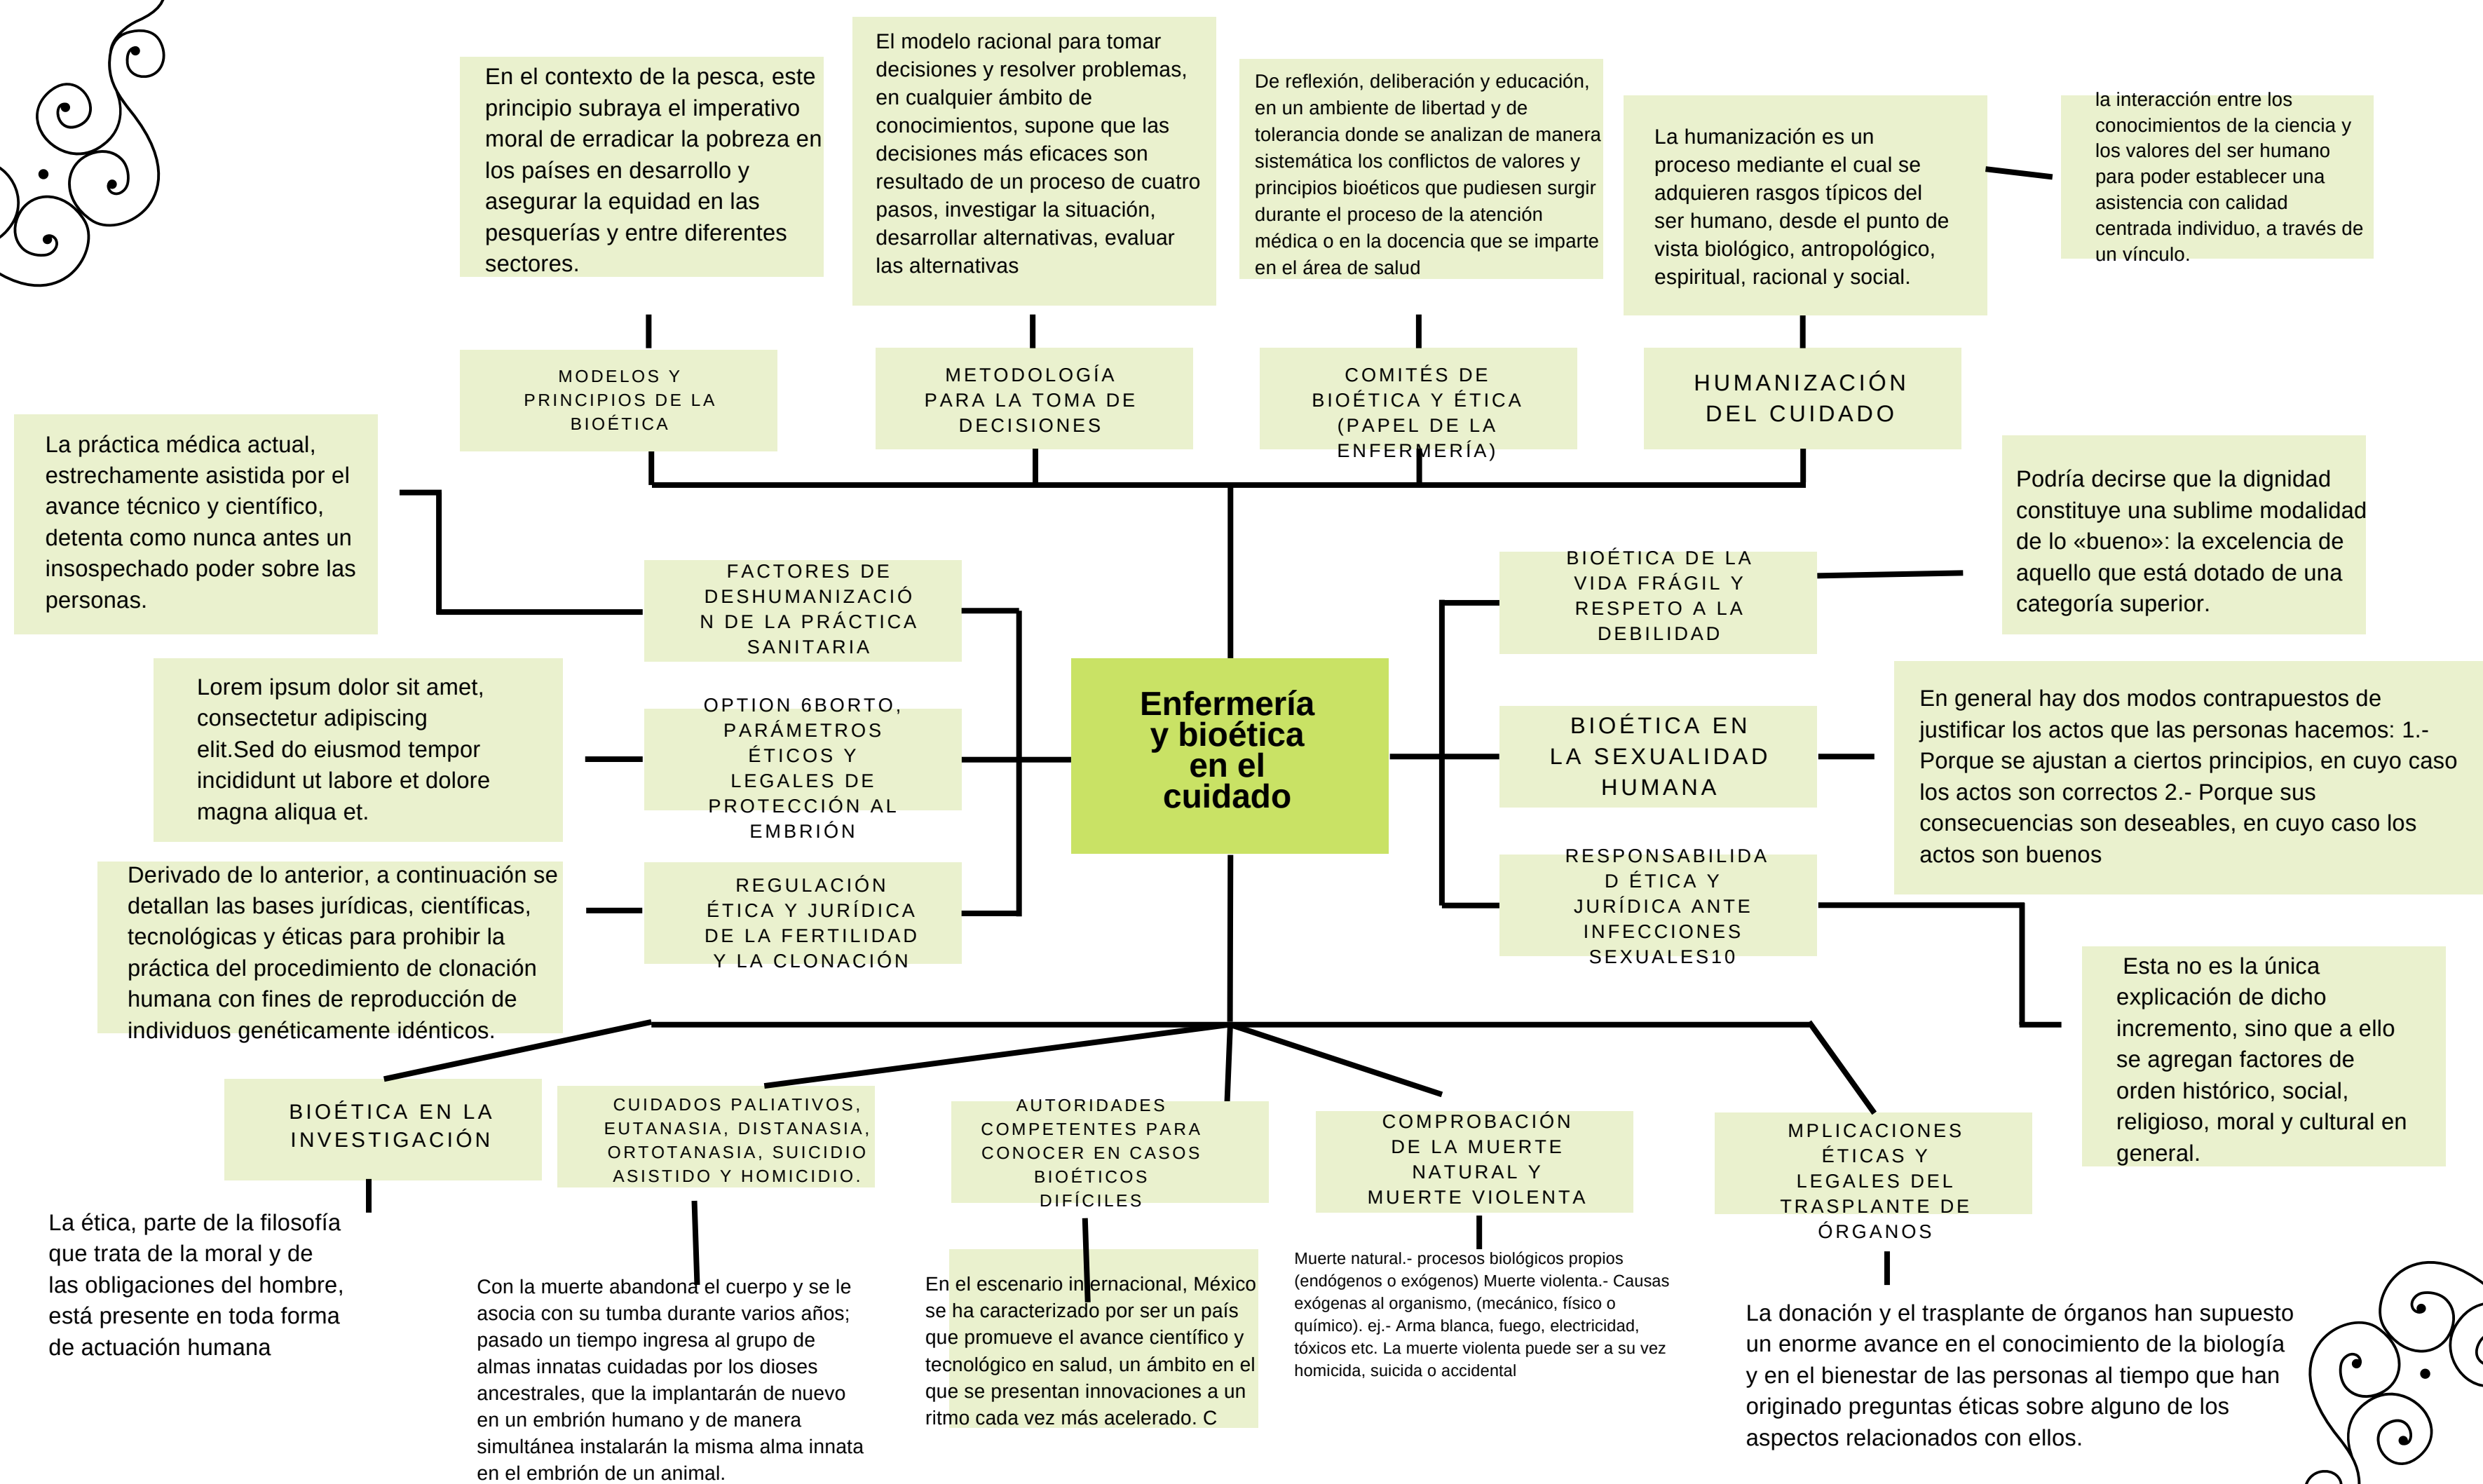 En el contexto de la pesca, este
principio subraya el imperativo
moral de erradicar la pobreza en
los países en desarrollo y
asegurar la equidad en las
pesquerías y entre diferentes
sectores.
El modelo racional para tomar
decisiones y resolver problemas,
en cualquier ámbito de
conocimientos, supone que las
decisiones más eficaces son
resultado de un proceso de cuatro
pasos, investigar la situación,
desarrollar alternativas, evaluar
las alternativas
De reflexión, deliberación y educación,
en un ambiente de libertad y de
tolerancia donde se analizan de manera
sistemática los conflictos de valores y
principios bioéticos que pudiesen surgir
durante el proceso de la atención
médica o en la docencia que se imparte
en el área de salud
La humanización es un
proceso mediante el cual se
adquieren rasgos típicos del
ser humano, desde el punto de
vista biológico, antropológico,
espiritual, racional y social.
la interacción entre los
conocimientos de la ciencia y
los valores del ser humano
para poder establecer una
asistencia con calidad
centrada individuo, a través de
un vínculo.
MODELOS Y
PRINCIPIOS DE LA
BIOÉTICA
METODOLOGÍA
PARA LA TOMA DE
DECISIONES
COMITÉS DE
BIOÉTICA Y ÉTICA
(PAPEL DE LA
ENFERMERÍA)
HUMANIZACIÓN
DEL CUIDADO
La práctica médica actual,
estrechamente asistida por el
avance técnico y científico,
detenta como nunca antes un
insospechado poder sobre las
personas.
FACTORES DE
DESHUMANIZACIÓ
N DE LA PRÁCTICA
SANITARIA
BIOÉTICA DE LA
VIDA FRÁGIL Y
RESPETO A LA
DEBILIDAD
Podría decirse que la dignidad
constituye una sublime modalidad
de lo «bueno»: la excelencia de
aquello que está dotado de una
categoría superior.
Lorem ipsum dolor sit amet,
consectetur adipiscing
elit.Sed do eiusmod tempor
incididunt ut labore et dolore
magna aliqua et.
OPTION 6BORTO,
PARÁMETROS
ÉTICOS Y
LEGALES DE
PROTECCIÓN AL
EMBRIÓN
Enfermería
y bioética
en el
cuidado
BIOÉTICA EN
LA SEXUALIDAD
HUMANA
En general hay dos modos contrapuestos de
justificar los actos que las personas hacemos: 1.-
Porque se ajustan a ciertos principios, en cuyo caso
los actos son correctos 2.- Porque sus
consecuencias son deseables, en cuyo caso los
actos son buenos
Derivado de lo anterior, a continuación se
detallan las bases jurídicas, científicas,
tecnológicas y éticas para prohibir la
práctica del procedimiento de clonación
humana con fines de reproducción de
individuos genéticamente idénticos.
REGULACIÓN
ÉTICA Y JURÍDICA
DE LA FERTILIDAD
Y LA CLONACIÓN
RESPONSABILIDA
D ÉTICA Y
JURÍDICA ANTE
INFECCIONES
SEXUALES10
Esta no es la única
explicación de dicho
incremento, sino que a ello
se agregan factores de
orden histórico, social,
religioso, moral y cultural en
general.
BIOÉTICA EN LA
INVESTIGACIÓN
CUIDADOS PALIATIVOS,
EUTANASIA, DISTANASIA,
ORTOTANASIA, SUICIDIO
ASISTIDO Y HOMICIDIO.
AUTORIDADES
COMPETENTES PARA
CONOCER EN CASOS
BIOÉTICOS
DIFÍCILES
COMPROBACIÓN
DE LA MUERTE
NATURAL Y
MUERTE VIOLENTA
MPLICACIONES
ÉTICAS Y
LEGALES DEL
TRASPLANTE DE
ÓRGANOS
La ética, parte de la filosofía
que trata de la moral y de
las obligaciones del hombre,
está presente en toda forma
de actuación humana
Con la muerte abandona el cuerpo y se le
asocia con su tumba durante varios años;
pasado un tiempo ingresa al grupo de
almas innatas cuidadas por los dioses
ancestrales, que la implantarán de nuevo
en un embrión humano y de manera
simultánea instalarán la misma alma innata
en el embrión de un animal.
En el escenario internacional, México
se ha caracterizado por ser un país
que promueve el avance científico y
tecnológico en salud, un ámbito en el
que se presentan innovaciones a un
ritmo cada vez más acelerado. C
Muerte natural.- procesos biológicos propios
(endógenos o exógenos) Muerte violenta.- Causas
exógenas al organismo, (mecánico, físico o
químico). ej.- Arma blanca, fuego, electricidad,
tóxicos etc. La muerte violenta puede ser a su vez
homicida, suicida o accidental
La donación y el trasplante de órganos han supuesto
un enorme avance en el conocimiento de la biología
y en el bienestar de las personas al tiempo que han
originado preguntas éticas sobre alguno de los
aspectos relacionados con ellos.